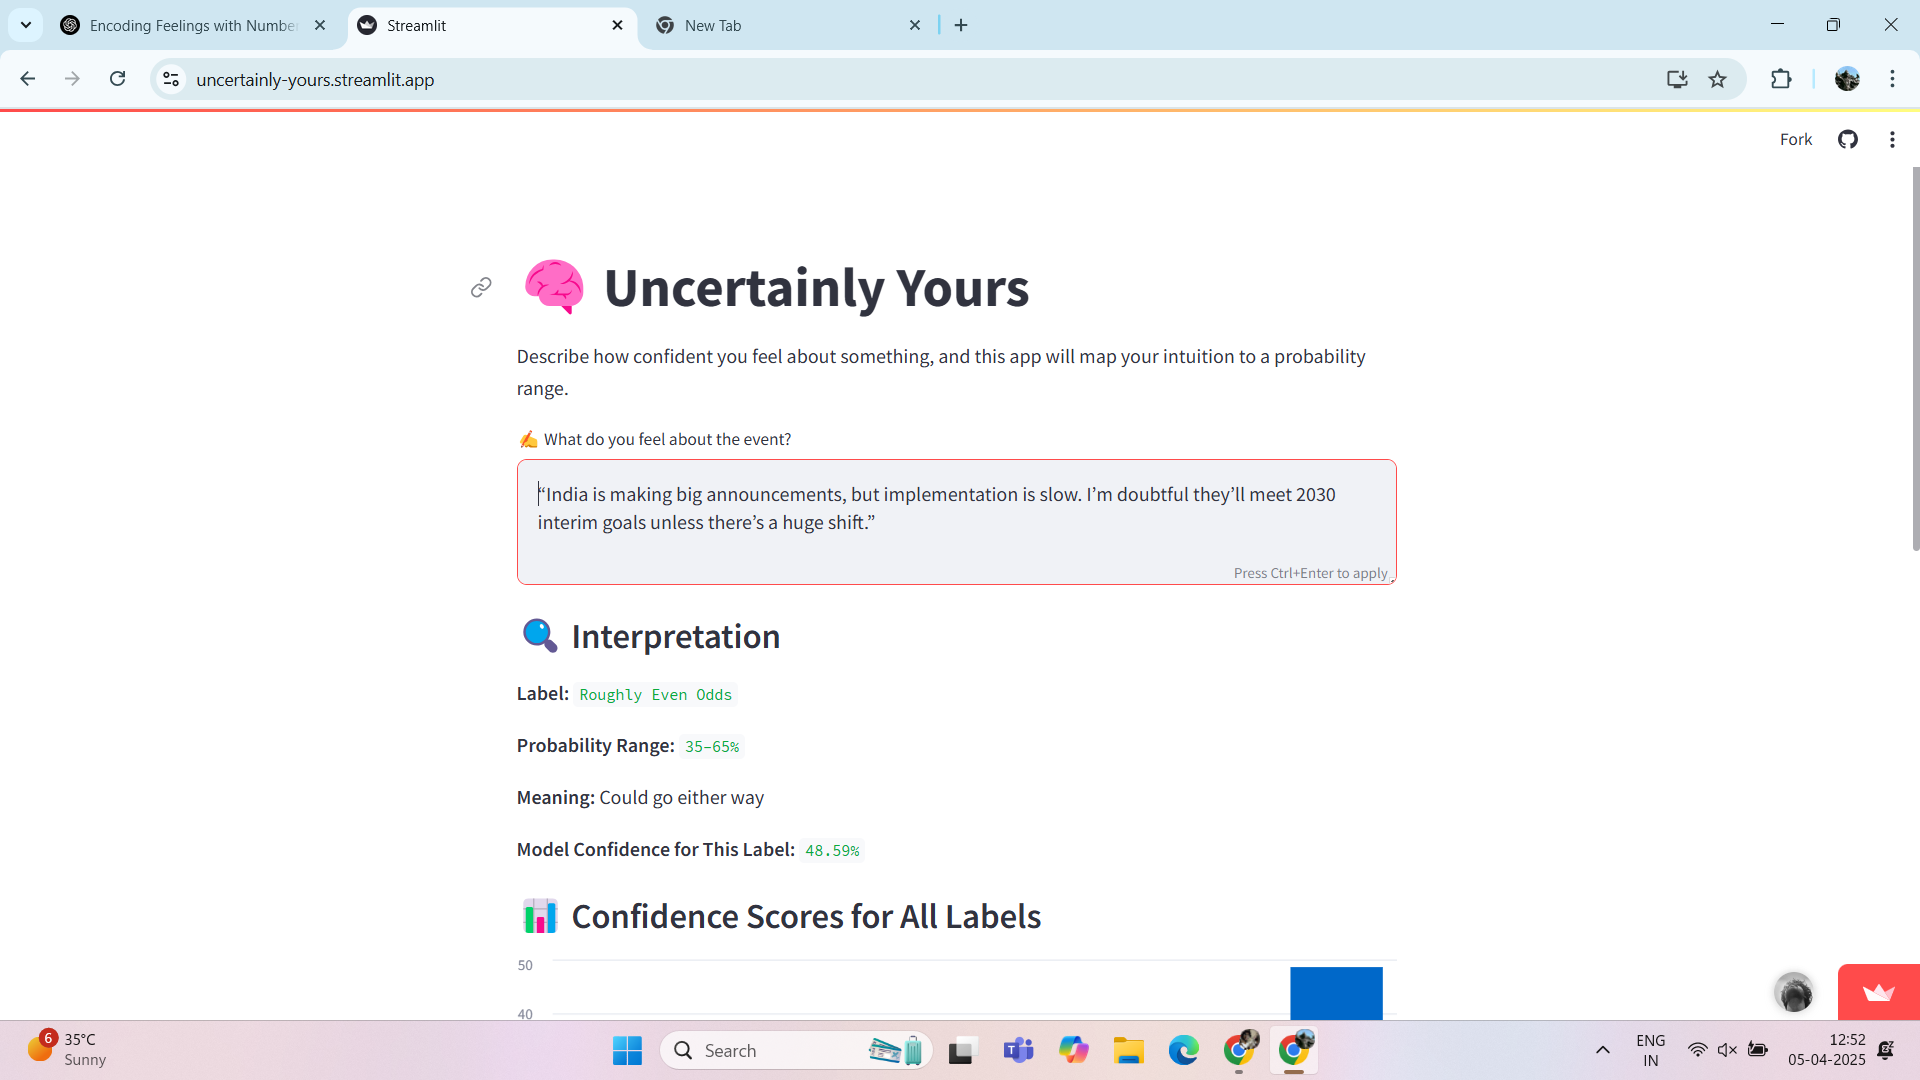 Encoding Feelings with Number
Streamlit
New Tab
uncertainly-yours.streamlit.app
Fork
Uncertainly Yours
Describe how confident you feel about something, and this app will map your intuition to a probability
range.
What do you feel about the event?
“India is making big announcements, but implementation is slow. I’m doubtful they’ll meet 2030
interim goals unless there’s a huge shift.”
Press Ctrl+Enter to apply
Interpretation
Label: Roughly Even Odds
Probability Range: 35–65%
Meaning: Could go either way
Model Confidence for This Label: 48.59%
Confidence Scores for All Labels
50
40
6
35°C
Sunny
Search
ENG
IN
12:52
05-04-2025